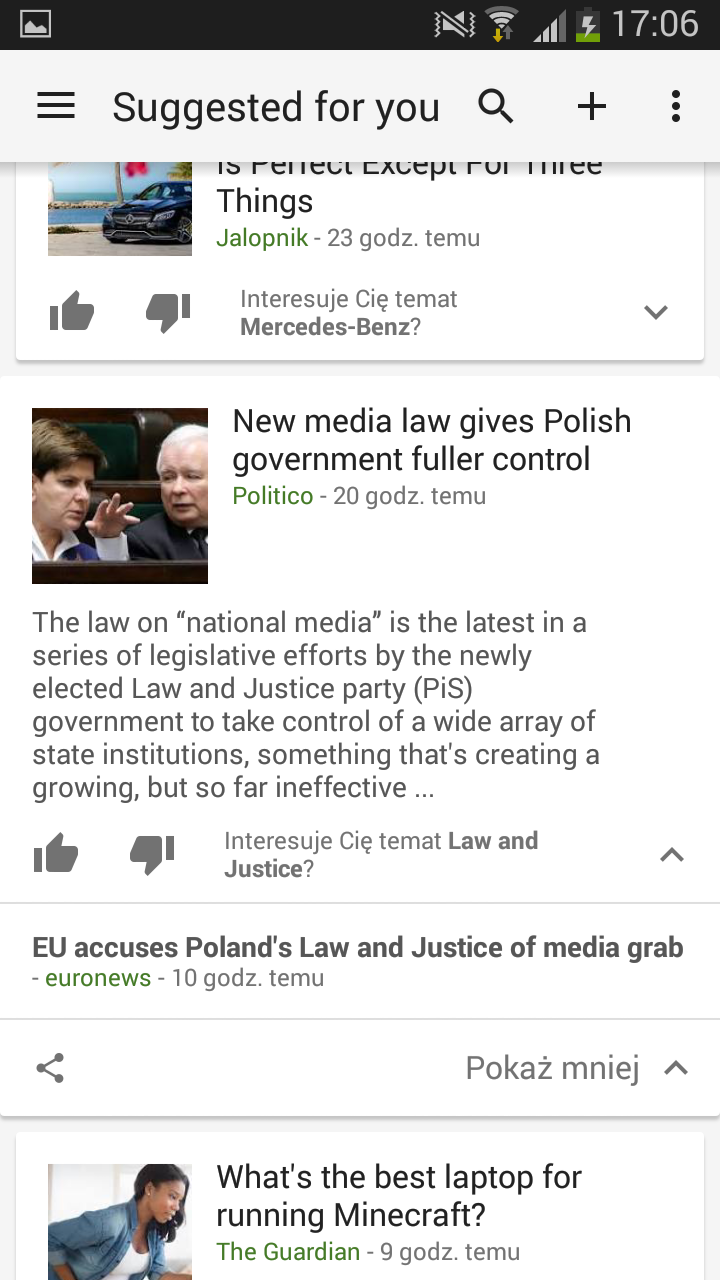 17:06
Suggested for you
Is Perfect Except For Three
Things
Jalopnik - 23 godz. temu
Interesuje Cię temat
Mercedes-Benz?
New media law gives Polish
government fuller control
Politico - 20 godz. temu
The law on “national media” is the latest in a
series of legislative efforts by the newly
elected Law and Justice party (PiS)
government to take control of a wide array of
state institutions, something that's creating a
growing, but so far ineffective ...
Interesuje Cię temat Law and
Justice?
EU accuses Poland's Law and Justice of media grab
- euronews - 10 godz. temu
Pokaż mniej
What's the best laptop for
running Minecraft?
The Guardian - 9 godz. temu